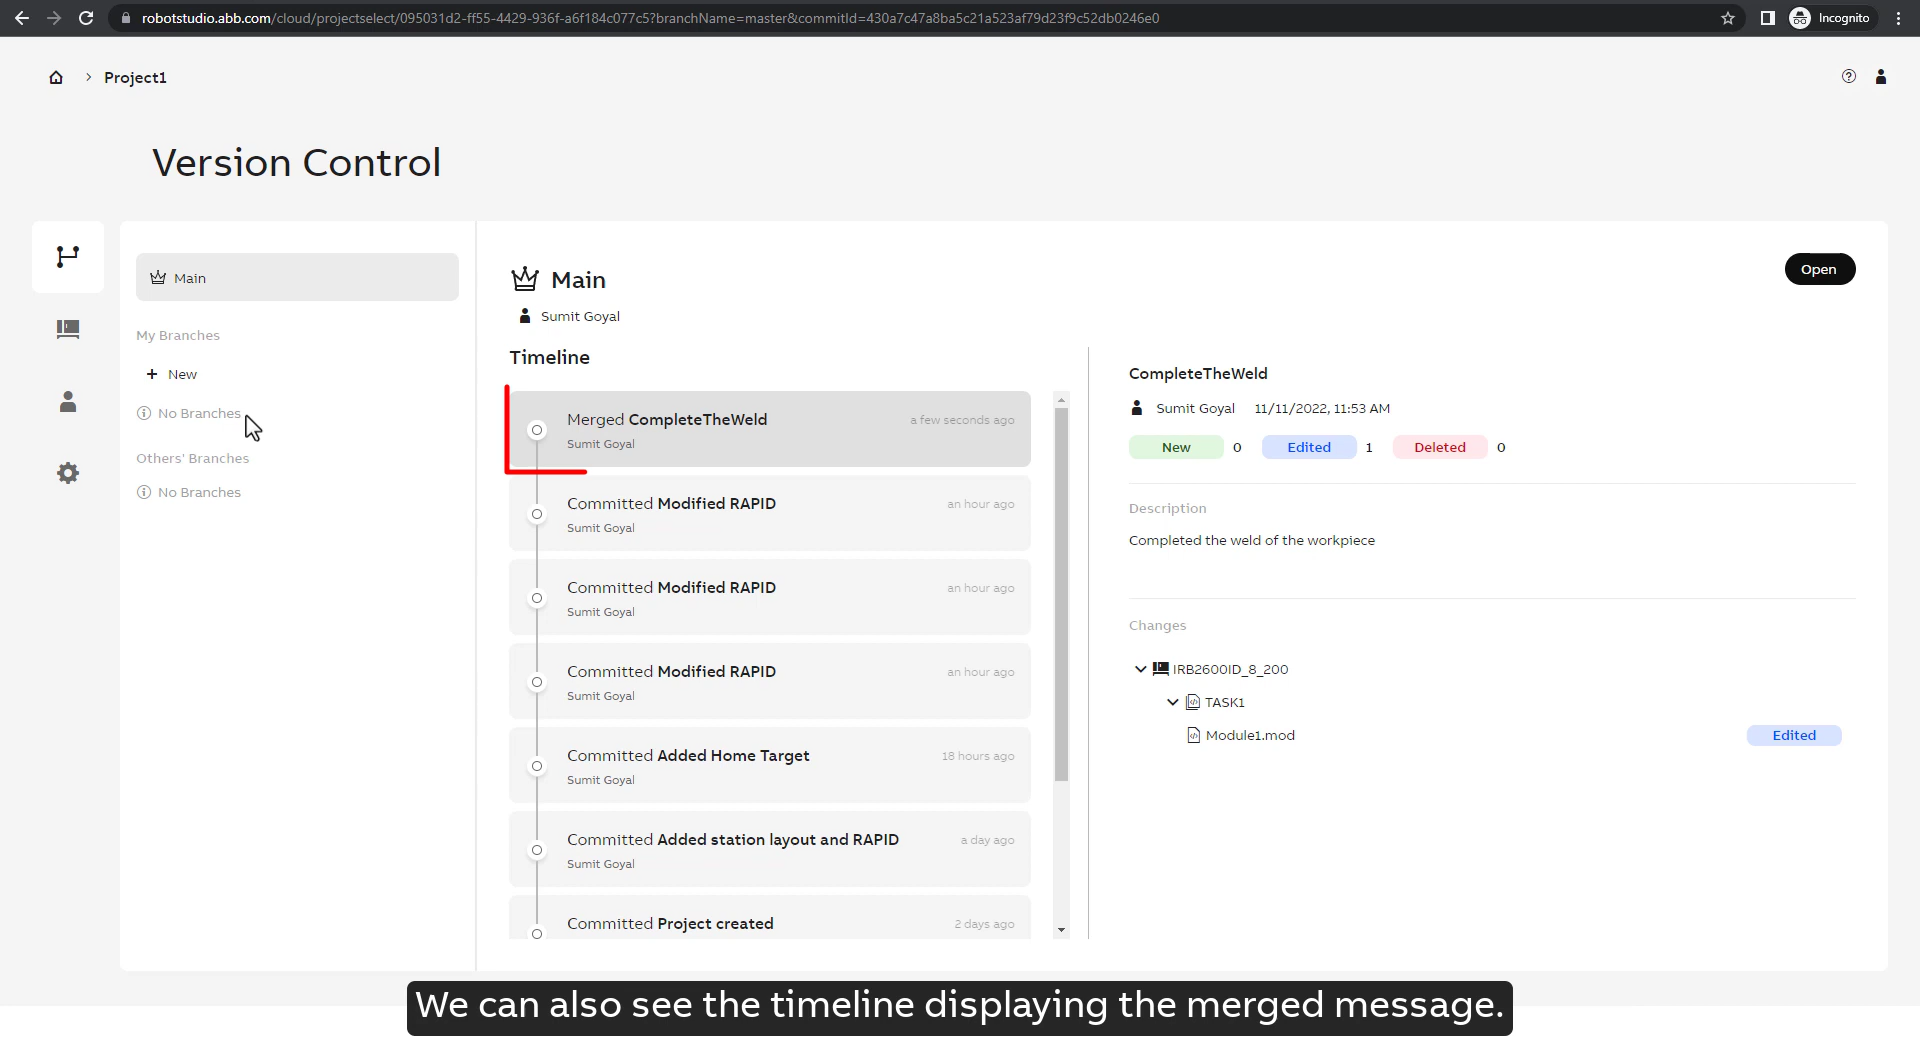 robotstudio.abb.com/cloud/projectselect/095031d2-ff55-4429-936f-a6f184c077c5?branchName=master&commitId=430a7c47a8ba5c21a523af79d23f9c52db0246e0
Incognito
Project1
Version Control
Main
My Branches
+ New
No Branches
Others' Branches
No Branches
Main
Open
Sumit Goyal
Timeline
Merged CompleteTheWeld
a few seconds ago
Sumit Goyal
Committed Modified RAPID
an hour ago
Sumit Goyal
Committed Modified RAPID
an hour ago
Sumit Goyal
Committed Modified RAPID
an hour ago
Sumit Goyal
Committed Added Home Target
18 hours ago
Sumit Goyal
Committed Added station layout and RAPID
a day ago
Sumit Goyal
Committed Project created
2 days ago
CompleteTheWeld
Sumit Goyal 11/11/2022, 11:53 AM
New 0 Edited 1 Deleted 0
Description
Completed the weld of the workpiece
Changes
IRB2600ID_8_200
TASK1
Module1.mod
Edited
We can also see the timeline displaying the merged message.